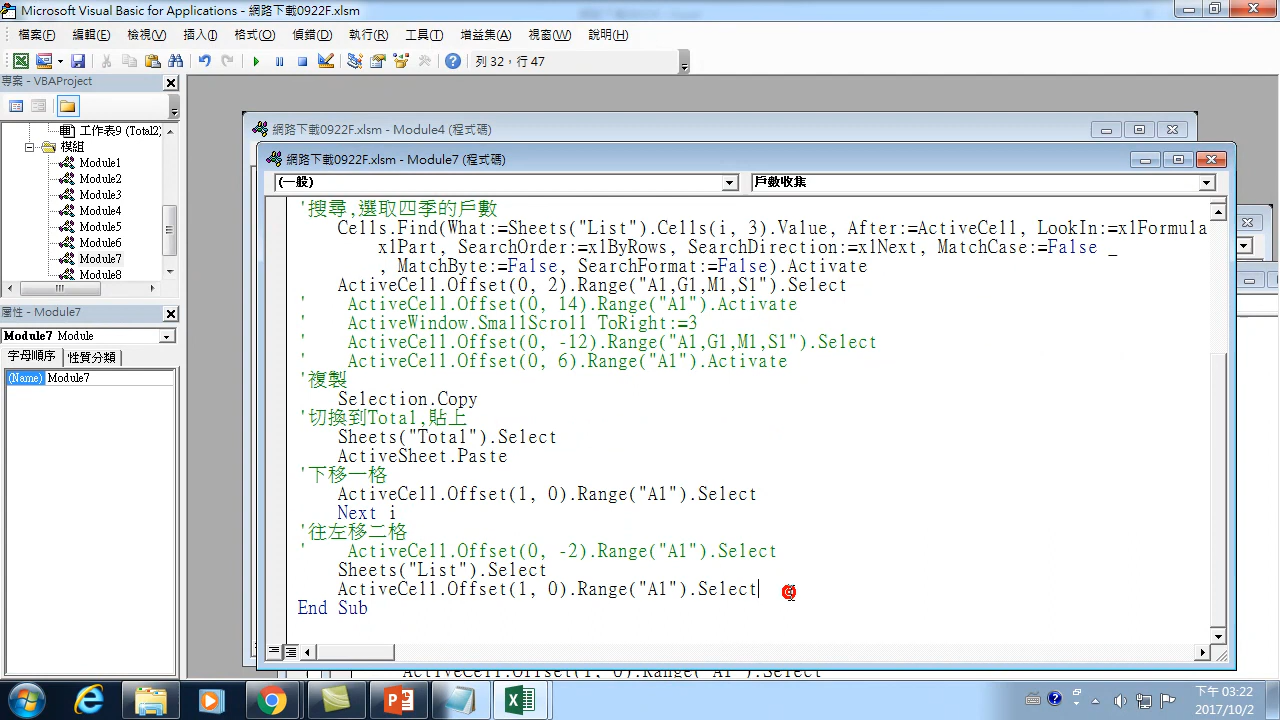 Microsoft Visual Basic for Applications - 網路下載0922F.xlsm
檔案(F) 編輯(E) 檢視(V) 插入(I) 格式(O) 偵錯(D) 執行(R) 工具(T) 增益集(A) 視窗(W) 說明(H)
列 32，行 47
專案 - VBAProject
工作表9 (Total2)
模組
Module1
Module2
Module3
Module4
Module5
Module6
Module7
Module8
屬性 - Module7
Module7 Module
字母順序 性質分類
(Name) Module7
網路下載0922F.xlsm - Module4 (程式碼)
網路下載0922F.xlsm - Module7 (程式碼)
(一般) 戶數收集
'搜尋,選取四季的戶數
Cells.Find(What:=Sheets("List").Cells(i, 3).Value, After:=ActiveCell, LookIn:=xlFormula
xlPart, SearchOrder:=xlByRows, SearchDirection:=xlNext, MatchCase:=False _
, MatchByte:=False, SearchFormat:=False).Activate
ActiveCell.Offset(0, 2).Range("A1,G1,M1,S1").Select
' ActiveCell.Offset(0, 14).Range("A1").Activate
' ActiveWindow.SmallScroll ToRight:=3
' ActiveCell.Offset(0, -12).Range("A1,G1,M1,S1").Select
' ActiveCell.Offset(0, 6).Range("A1").Activate
'複製
Selection.Copy
'切換到Total,貼上
Sheets("Total").Select
ActiveSheet.Paste
'下移一格
ActiveCell.Offset(1, 0).Range("A1").Select
Next i
'往左移二格
' ActiveCell.Offset(0, -2).Range("A1").Select
Sheets("List").Select
ActiveCell.Offset(1, 0).Range("A1").Select
End Sub
ActiveCell.Offset(1, 0).Range("A1").Select
下午 03:22
2017/10/2